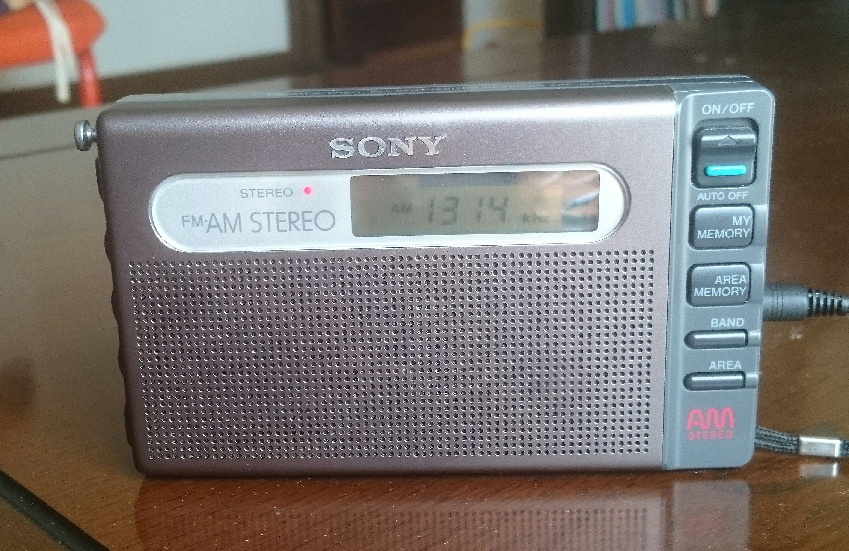 SONY
STEREO
FM-AM STEREO
AM 1314 kHz
ON/OFF
AUTO OFF
MY
MEMORY
AREA
MEMORY
BAND
AREA
AM
STEREO